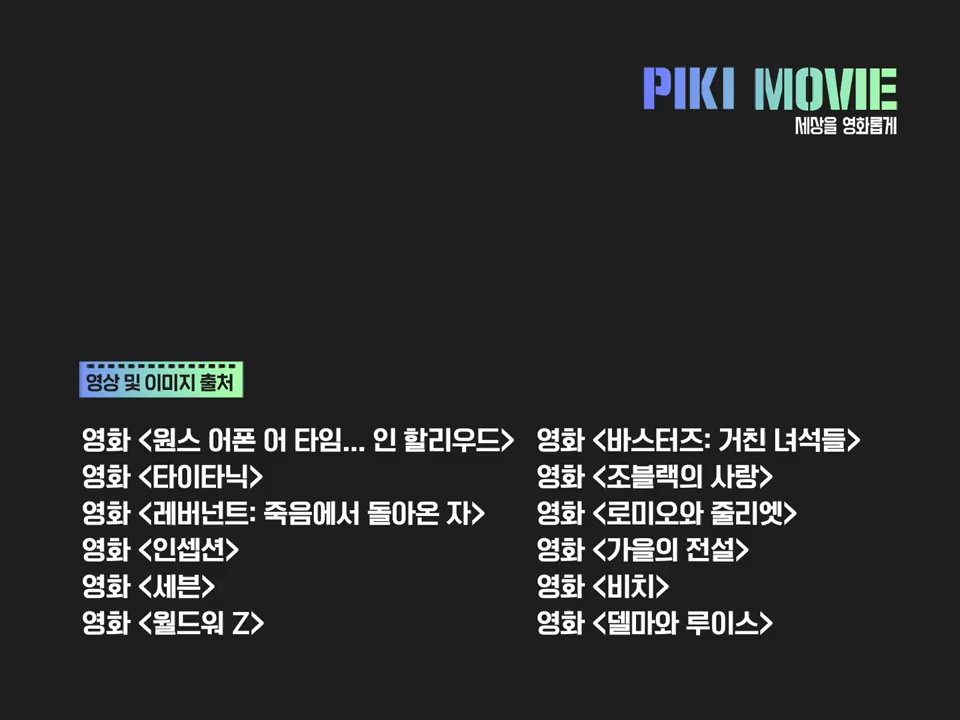 PIKI MOVIE
세상을 영화롭게
영상 및 이미지 출처
영화 <원스 어폰 어 타임... 인 할리우드>
영화 <타이타닉>
영화 <레버넌트: 죽음에서 돌아온 자>
영화 <인셉션>
영화 <세븐>
영화 <월드워 Z>
영화 <바스터즈: 거친 녀석들>
영화 <조블랙의 사랑>
영화 <로미오와 줄리엣>
영화 <가을의 전설>
영화 <비치>
영화 <델마와 루이스>